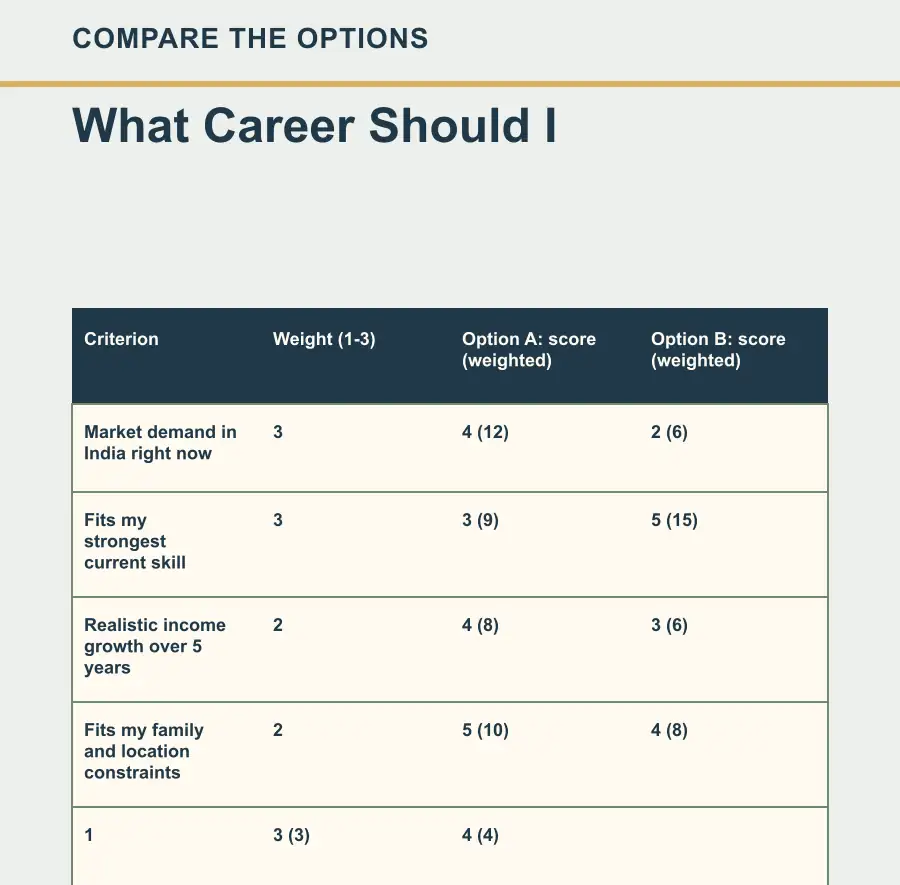 COMPARE THE OPTIONS
What Career Should I
Criterion Weight (1-3) Option A: score Option B: score
(weighted) (weighted)
Market demand in 3 4 (12) 2 (6)
India right now
Fits my 3 3 (9) 5 (15)
strongest
current skill
Realistic income 2 4 (8) 3 (6)
growth over 5
years
Fits my family 2 5 (10) 4 (8)
and location
constraints
1 3 (3) 4 (4)